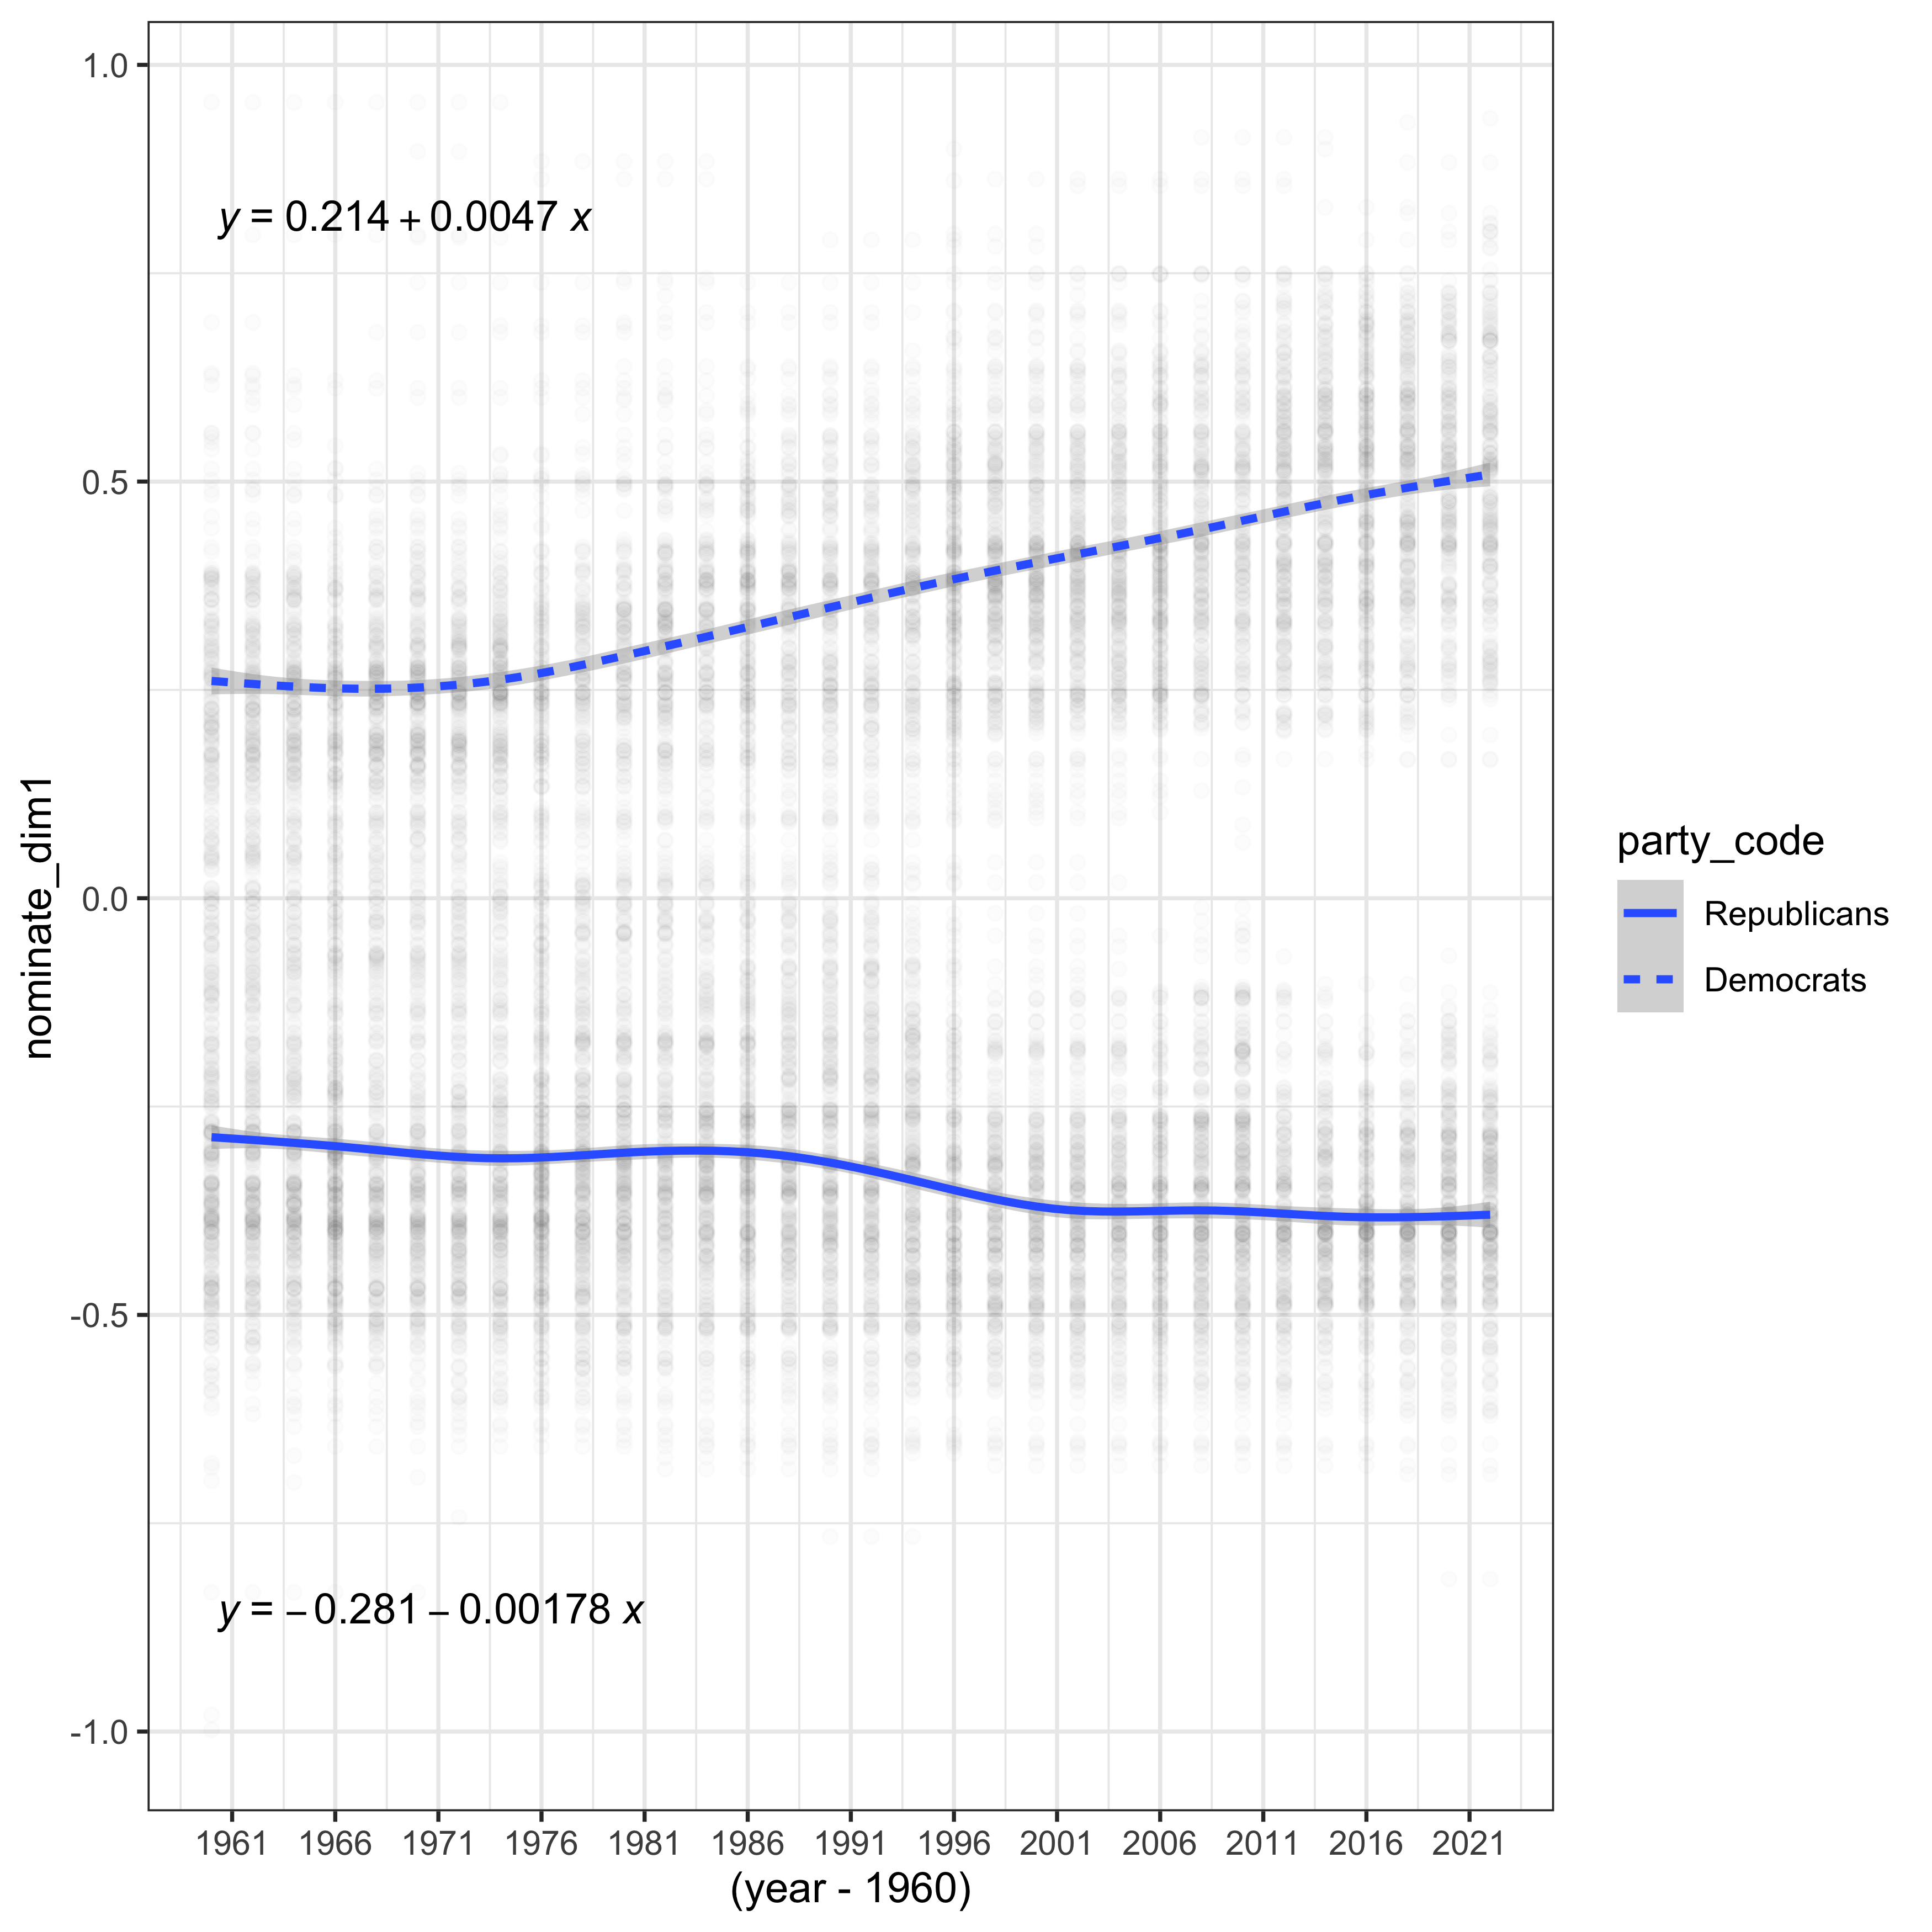 1.0
y = 0.214 + 0.0047 x
0.5
nominate_dim1
0.0
-0.5
y = − 0.281 − 0.00178 x
-1.0
1961 1966 1971 1976 1981 1986 1991 1996 2001 2006 2011 2016 2021
(year - 1960)
party_code
Republicans
Democrats